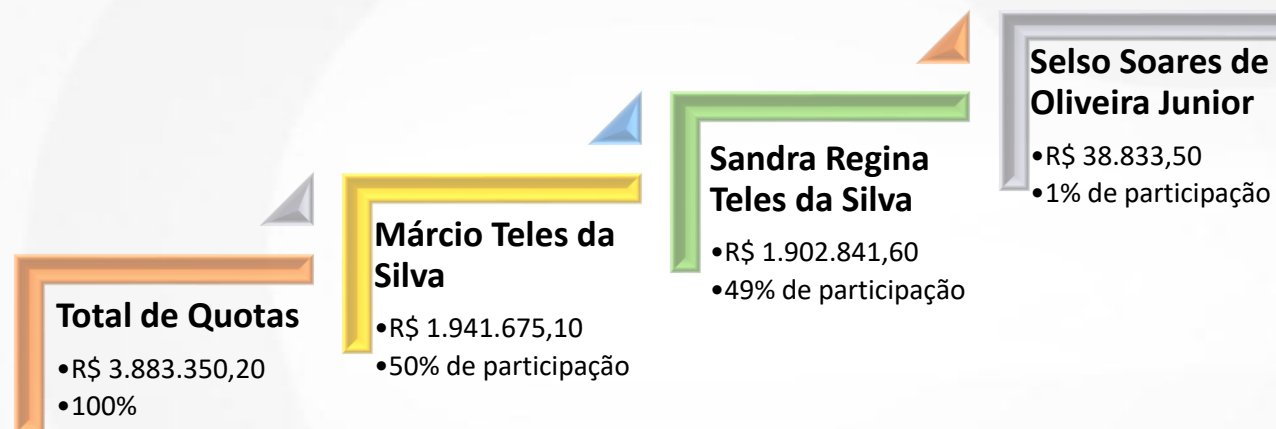 Total de Quotas
•R$ 3.883.350,20
•100%
Márcio Teles da
Silva
•R$ 1.941.675,10
•50% de participação
Sandra Regina
Teles da Silva
•R$ 1.902.841,60
•49% de participação
Selso Soares de
Oliveira Junior
•R$ 38.833,50
•1% de participação